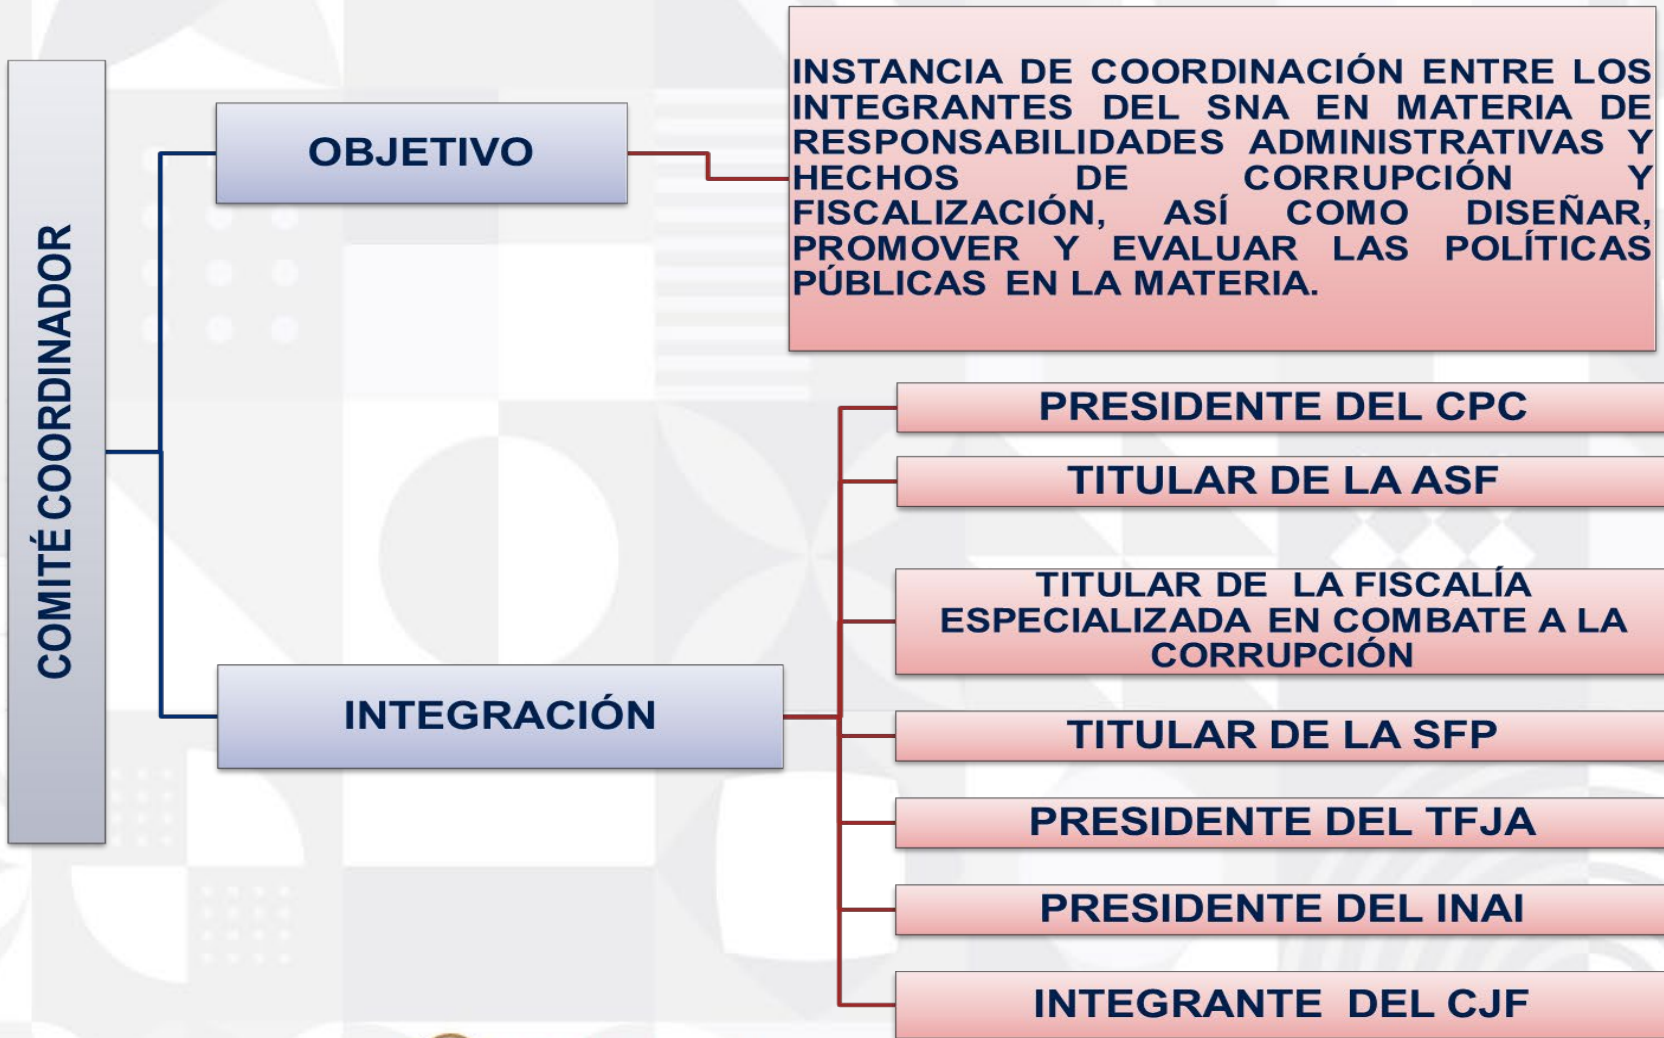 COMITÉ COORDINADOR
OBJETIVO
INSTANCIA DE COORDINACIÓN ENTRE LOS
INTEGRANTES DEL SNA EN MATERIA DE
RESPONSABILIDADES ADMINISTRATIVAS Y
HECHOS DE CORRUPCIÓN Y
FISCALIZACIÓN, ASÍ COMO DISEÑAR,
PROMOVER Y EVALUAR LAS POLÍTICAS
PÚBLICAS EN LA MATERIA.
INTEGRACIÓN
PRESIDENTE DEL CPC
TITULAR DE LA ASF
TITULAR DE LA FISCALÍA
ESPECIALIZADA EN COMBATE A LA
CORRUPCIÓN
TITULAR DE LA SFP
PRESIDENTE DEL TFJA
PRESIDENTE DEL INAI
INTEGRANTE DEL CJF